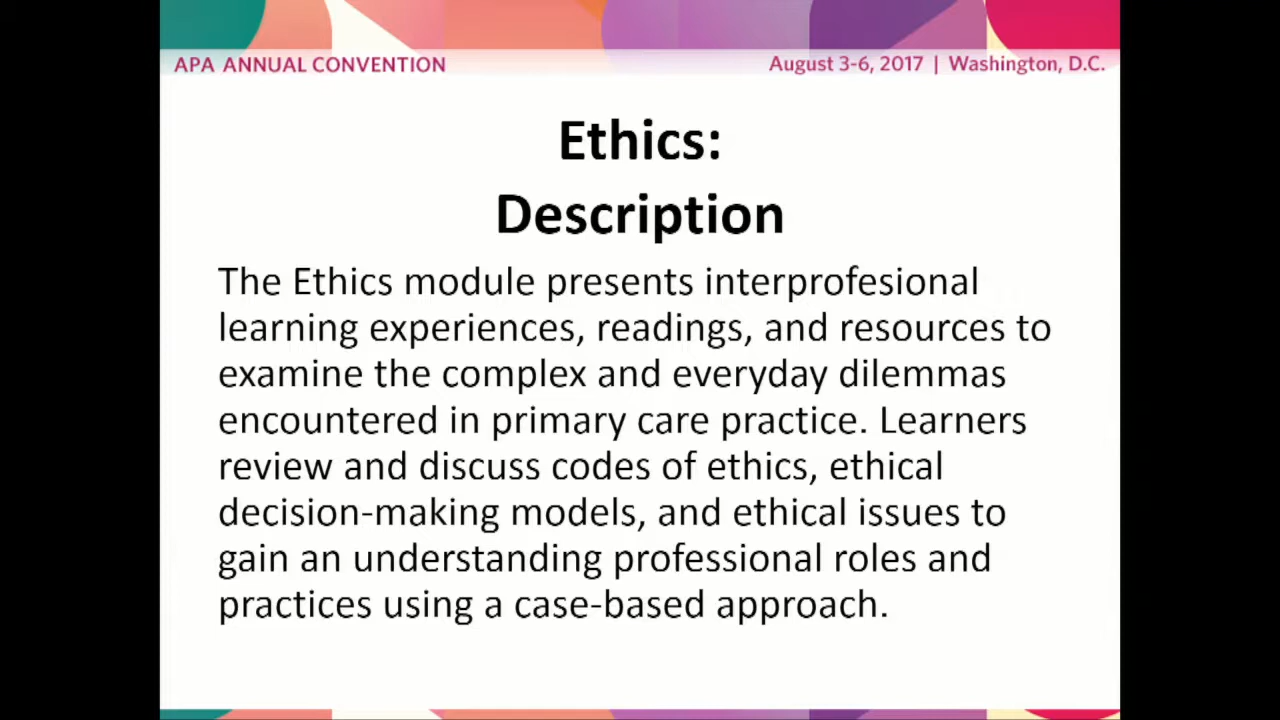 APA ANNUAL CONVENTION
August 3-6, 2017 | Washington, D.C.
Ethics:
Description
The Ethics module presents interprofesional
learning experiences, readings, and resources to
examine the complex and everyday dilemmas
encountered in primary care practice. Learners
review and discuss codes of ethics, ethical
decision-making models, and ethical issues to
gain an understanding professional roles and
practices using a case-based approach.